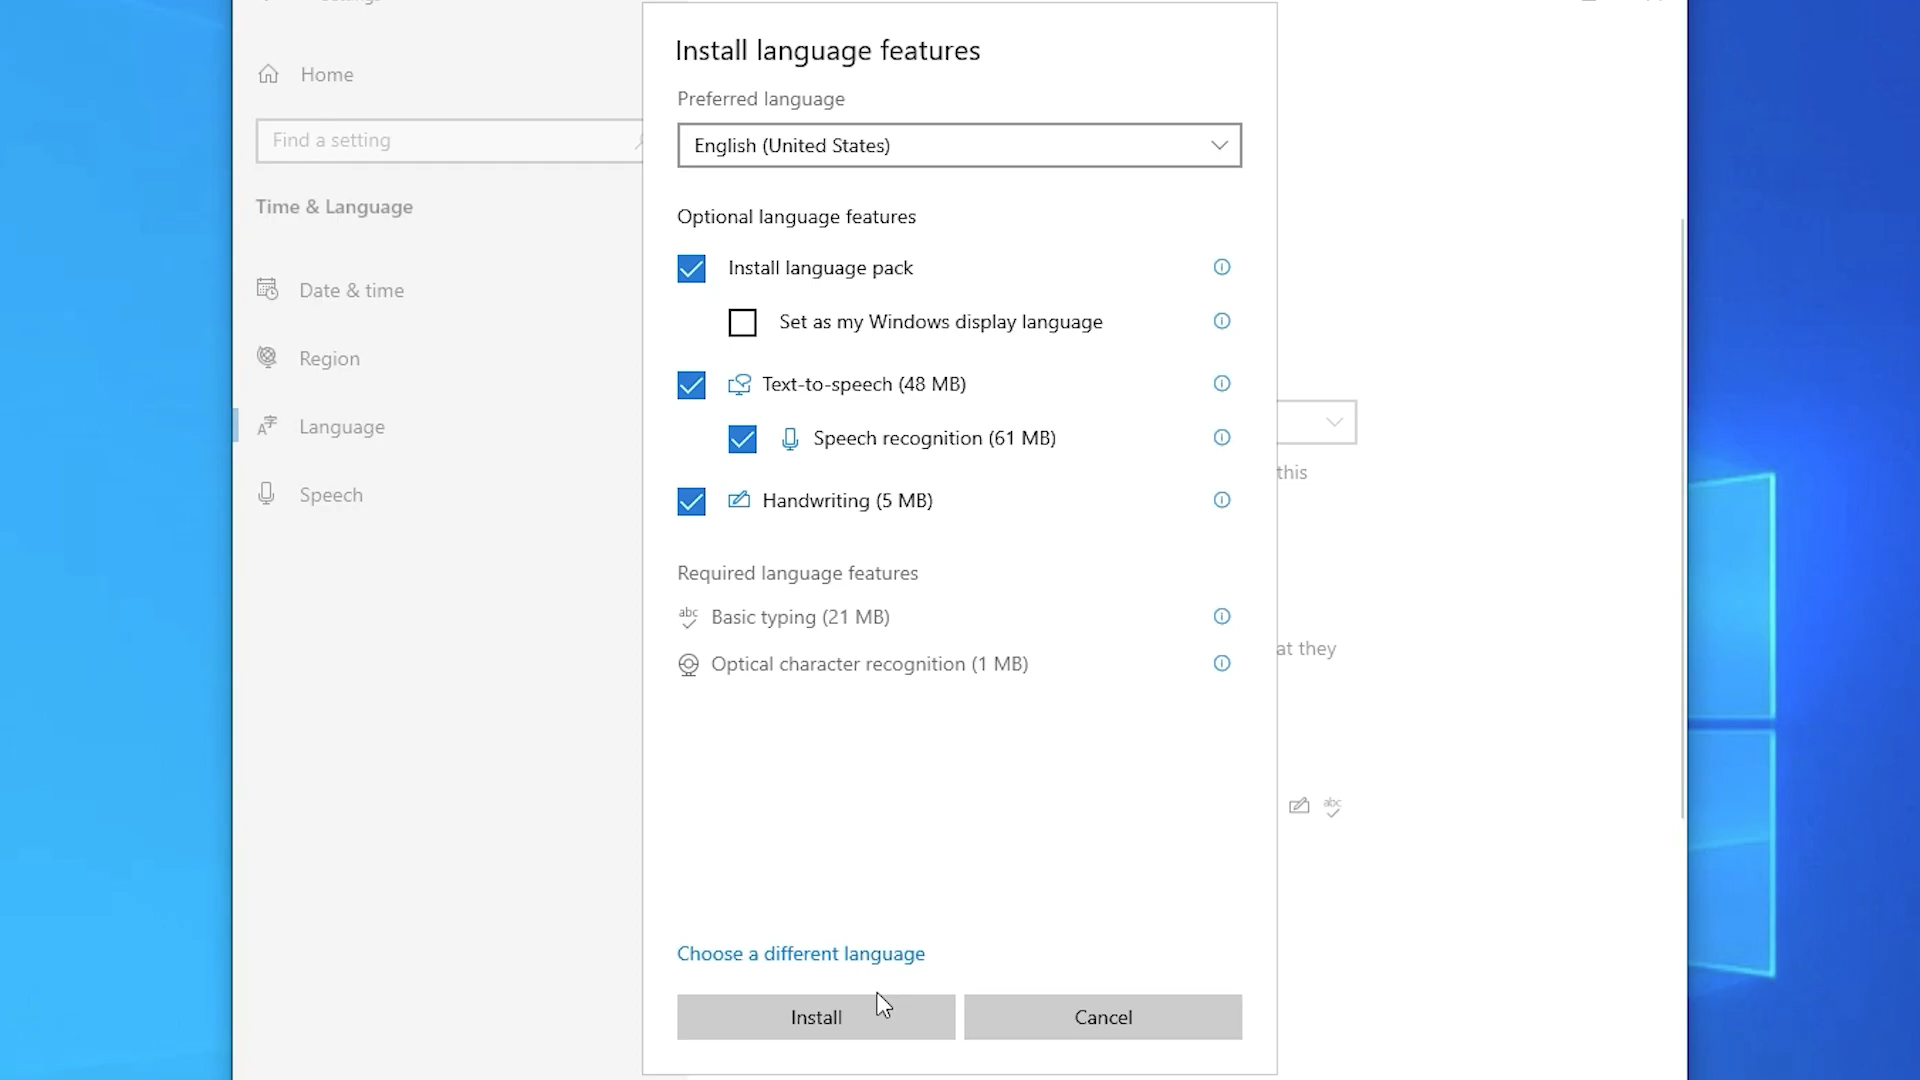 Settings
Home
Find a setting
Time & Language
Date & time
Region
Language
Speech
Install language features
Preferred language
English (United States)
Optional language features
Install language pack
Set as my Windows display language
Text-to-speech (48 MB)
Speech recognition (61 MB)
Handwriting (5 MB)
Required language features
abc
Basic typing (21 MB)
Optical character recognition (1 MB)
Choose a different language
Install
Cancel
this
at they
abc